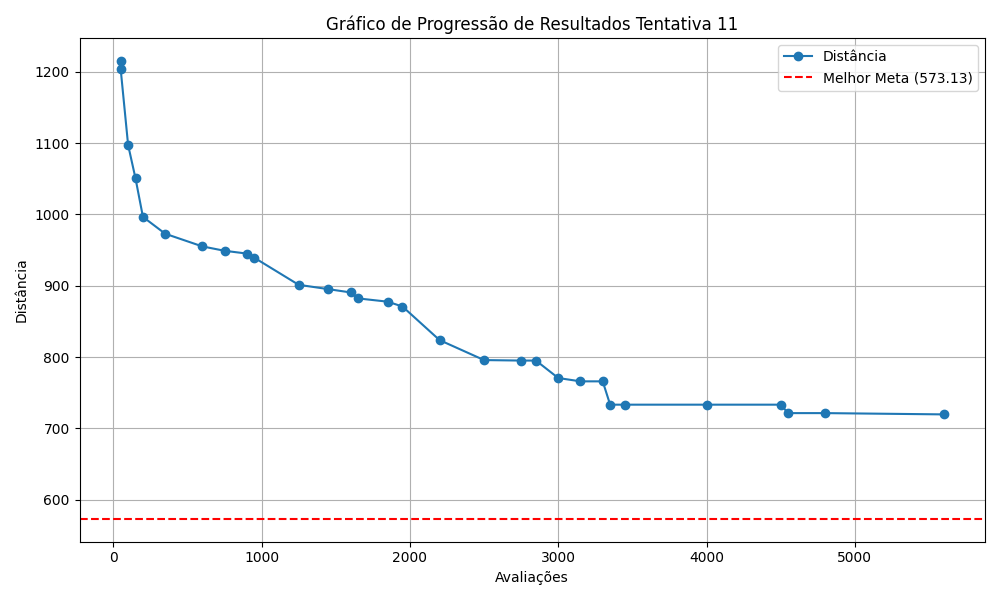 Gráfico de Progressão de Resultados Tentativa 11
Distância
Melhor Meta (573.13)
1200
1100
1000
900
800
700
600
Distância
0
1000
2000
3000
4000
5000
Avaliações